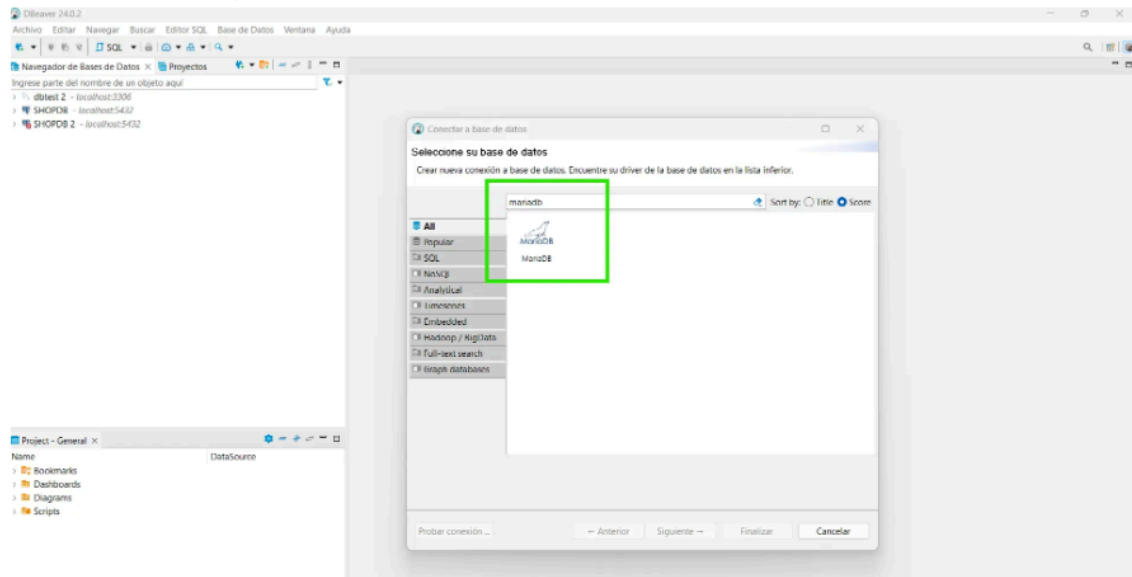 DBeaver 24.0.2
Archivo Editar Navegar Buscar Editor SQL Base de Datos Ventana Ayuda
SQL
Navegador de Bases de Datos Proyectos
Ingrese parte del nombre de un objeto aquí
dbtest 2 - localhost:3306
SHOPDB - localhost:5432
SHOPDB 2 - localhost:5432
Conectar a base de datos
Seleccione su base de datos
Crear nueva conexión a base de datos. Encuentre su driver de la base de datos en la lista inferior.
mariadb Sort by: Title Score
All
Popular
SQL
NoSQL
Analytical
Timeseries
Embedded
Hadoop / BigData
Full-text search
Graph databases
MariaDB
MariaDB
Project - General
Name DataSource
Bookmarks
Dashboards
Diagrams
Scripts
Probar conexión ... ← Anterior Siguiente → Finalizar Cancelar